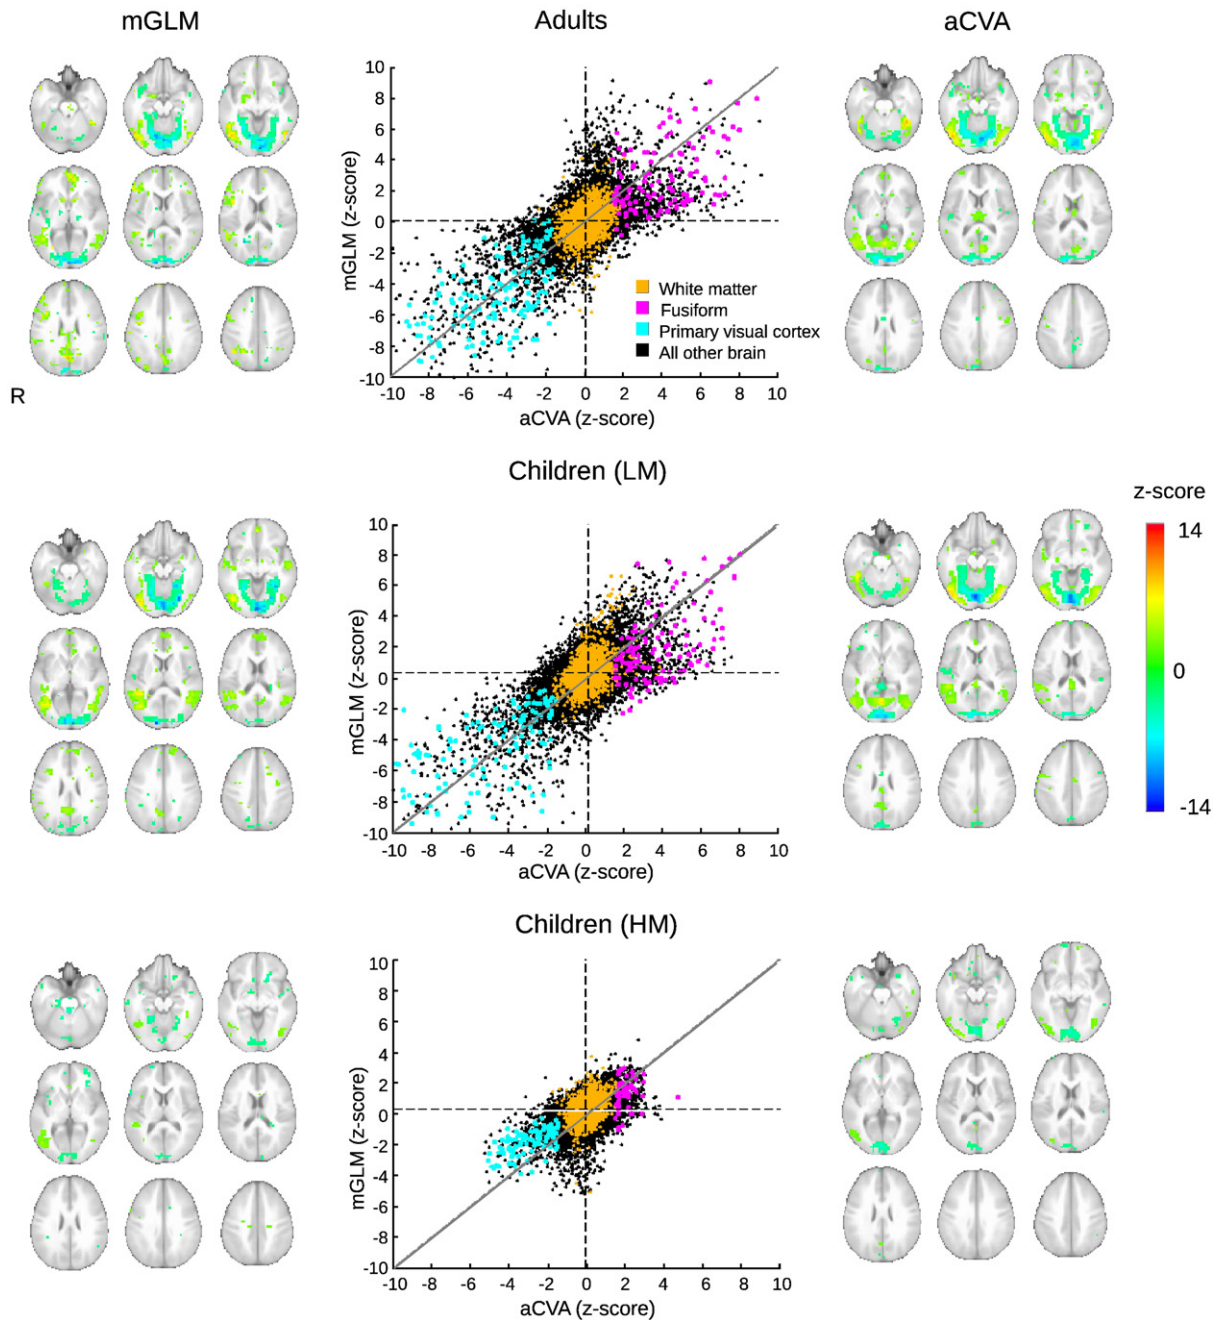 mGLM
Adults
aCVA
10
8
6
4
2
0
-2
-4
-6
-8
-10
mGLM (z-score)
White matter
Fusiform
Primary visual cortex
All other brain
-10 -8 -6 -4 -2 0 2 4 6 8 10
aCVA (z-score)
R
Children (LM)
z-score
14
0
-14
10
8
6
4
2
0
-2
-4
-6
-8
-10
mGLM (z-score)
-10 -8 -6 -4 -2 0 2 4 6 8 10
aCVA (z-score)
Children (HM)
10
8
6
4
2
0
-2
-4
-6
-8
-10
mGLM (z-score)
-10 -8 -6 -4 -2 0 2 4 6 8 10
aCVA (z-score)